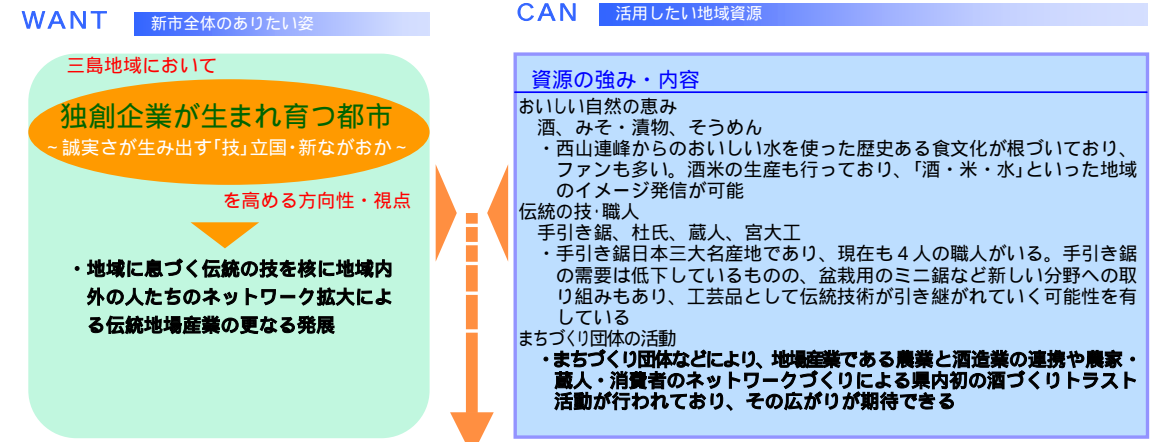 WANT 新市全体のありたい姿
三島地域において
独創企業が生まれ育つ都市
~誠実さが生み出す「技」立国・新ながおか~
を高める方向性・視点
・地域に息づく伝統の技を核に地域内
外の人たちのネットワーク拡大によ
る伝統地場産業の更なる発展
CAN 活用したい地域資源
資源の強み・内容
おいしい自然の恵み
酒、みそ・漬物、そうめん
・西山連峰からのおいしい水を使った歴史ある食文化が根づいており、
ファンも多い。酒米の生産も行っており、「酒・米・水」といった地域
のイメージ発信が可能
伝統の技・職人
手引き鋸、杜氏、蔵人、宮大工
・手引き鋸日本三大名産地であり、現在も4人の職人がいる。手引き鋸
の需要は低下しているものの、盆栽用のミニ鋸など新しい分野への取
り組みもあり、工芸品として伝統技術が引き継がれていく可能性を有
している
まちづくり団体の活動
・まちづくり団体などにより、地場産業である農業と酒造業の連携や農家・
蔵人・消費者のネットワークづくりによる県内初の酒づくりトラスト
活動が行われており、その広がりが期待できる